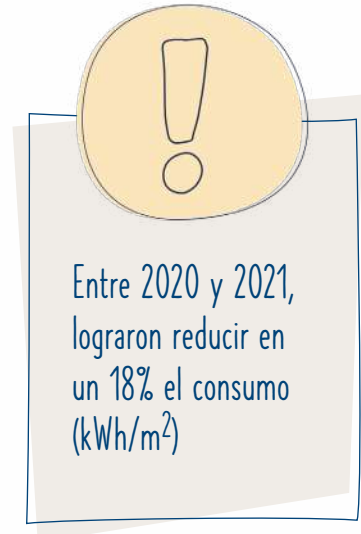 Entre 2020 y 2021,
lograron reducir en
un 18% el consumo
(kWh/m²)